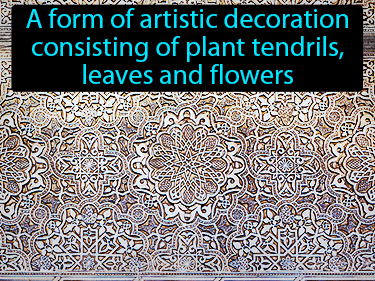 A form of artistic decoration
consisting of plant tendrils,
leaves and flowers